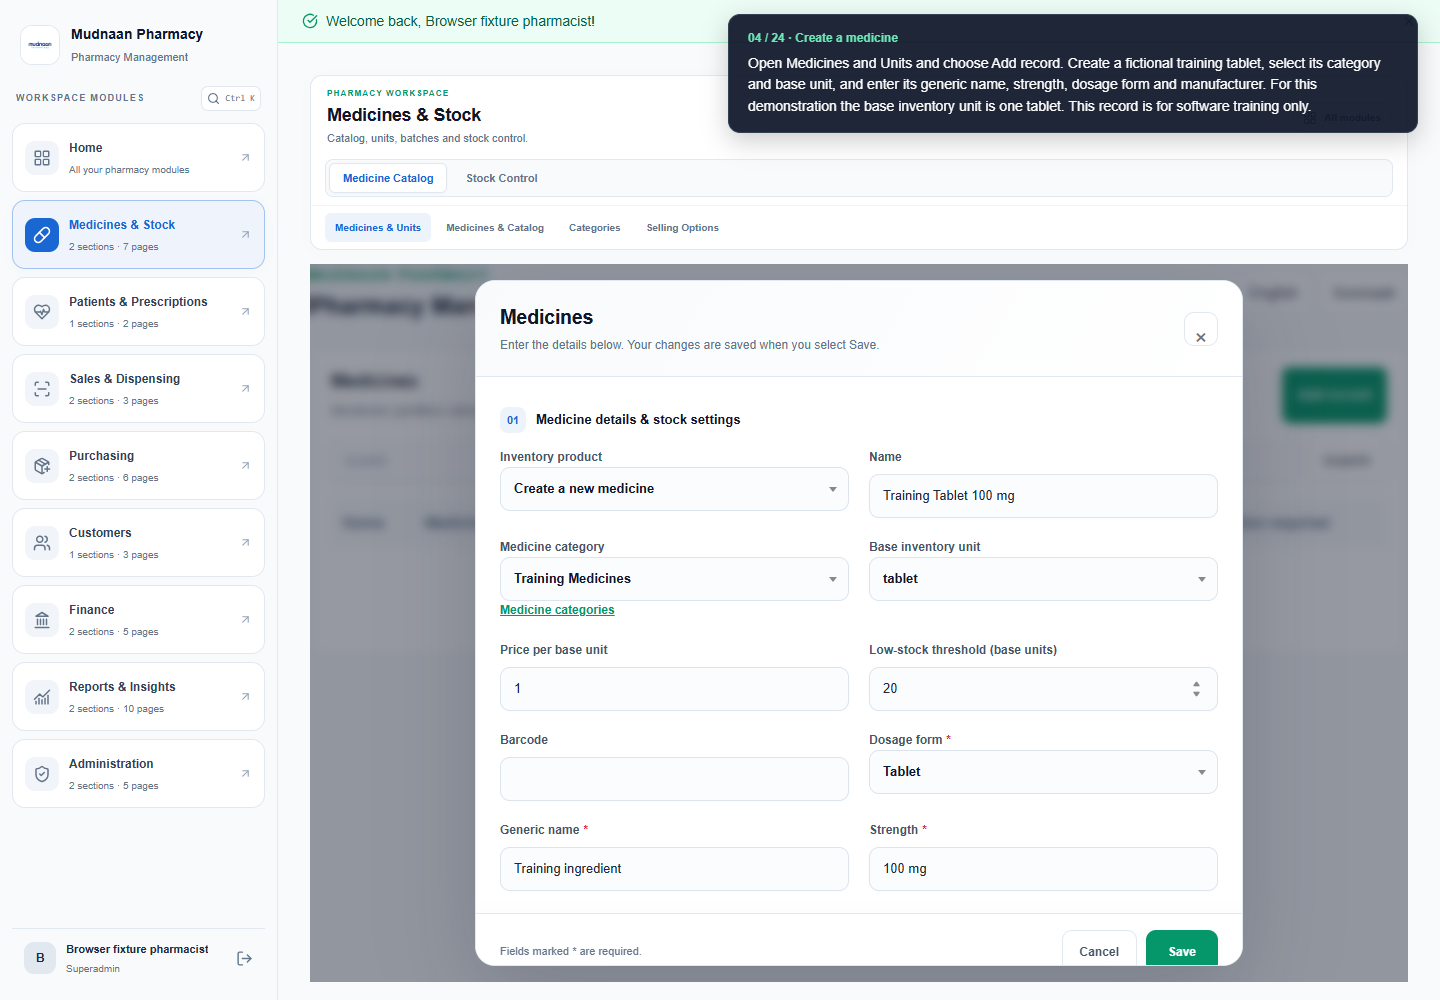 mudnaan
Mudnaan Pharmacy
Pharmacy Management
WORKSPACE MODULES
Ctrl K
Home
All your pharmacy modules
Medicines & Stock
2 sections · 7 pages
Patients & Prescriptions
1 sections · 2 pages
Sales & Dispensing
2 sections · 3 pages
Purchasing
2 sections · 6 pages
Customers
1 sections · 3 pages
Finance
2 sections · 5 pages
Reports & Insights
2 sections · 10 pages
Administration
2 sections · 5 pages
B
Browser fixture pharmacist
Superadmin
Welcome back, Browser fixture pharmacist!
04 / 24 · Create a medicine
Open Medicines and Units and choose Add record. Create a fictional training tablet, select its category
and base unit, and enter its generic name, strength, dosage form and manufacturer. For this
demonstration the base inventory unit is one tablet. This record is for software training only.
All modules
PHARMACY WORKSPACE
Medicines & Stock
Catalog, units, batches and stock control.
Medicine Catalog
Stock Control
Medicines & Units
Medicines & Catalog
Categories
Selling Options
Medicines
Enter the details below. Your changes are saved when you select Save.
01
Medicine details & stock settings
Inventory product
Name
Create a new medicine
Training Tablet 100 mg
Medicine category
Base inventory unit
Training Medicines
tablet
Medicine categories
Price per base unit
Low-stock threshold (base units)
1
20
Barcode
Dosage form *
Tablet
Generic name *
Strength *
Training ingredient
100 mg
Fields marked * are required.
Cancel
Save